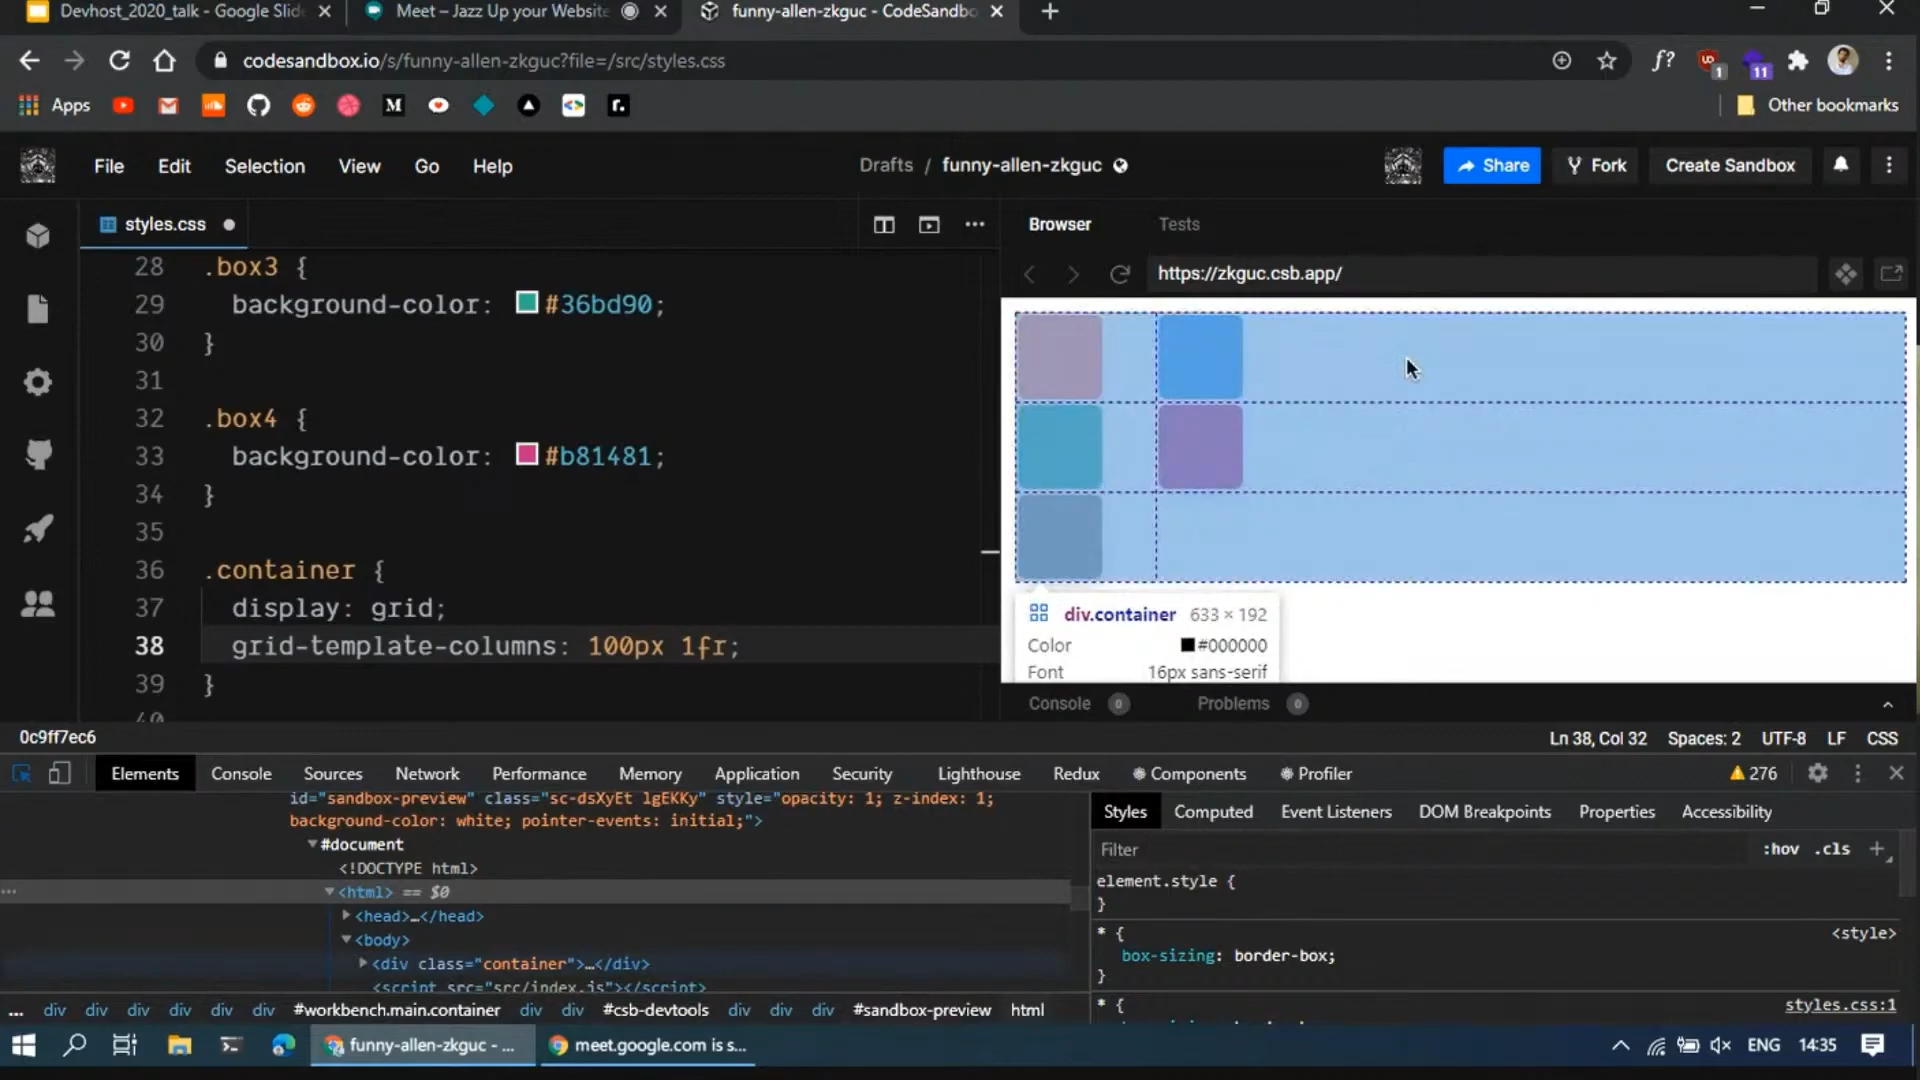 Devhost_2020_talk - Google Slid
Meet – Jazz Up your Website
funny-allen-zkguc - CodeSandbo
codesandbox.io/s/funny-allen-zkguc?file=/src/styles.css
f?
1
11
Apps
M
r.
Other bookmarks
File Edit Selection View Go Help
Drafts / funny-allen-zkguc
Share
Fork
Create Sandbox
styles.css
Browser
Tests
https://zkguc.csb.app/
28 .box3 {
29 background-color: #36bd90;
30 }
31
32 .box4 {
33 background-color: #b81481;
34 }
35
36 .container {
37 display: grid;
38 grid-template-columns: 100px 1fr;
39 }
40
div.container 633 × 192
Color #000000
Font 16px sans-serif
Console 0 Problems 0
0c9ff7ec6
Ln 38, Col 32 Spaces: 2 UTF-8 LF CSS
Elements Console Sources Network Performance Memory Application Security Lighthouse Redux Components Profiler
276
id="sandbox-preview" class="sc-dsXyEt lgEKKy" style="opacity: 1; z-index: 1;
background-color: white; pointer-events: initial;">
#document
<!DOCTYPE html>
<html> == $0
<head>…</head>
<body>
<div class="container">…</div>
<script src="src/index.js"></script>
Styles Computed Event Listeners DOM Breakpoints Properties Accessibility
Filter
:hov .cls +
element.style {
}
* { <style>
box-sizing: border-box;
}
* { styles.css:1
... div div div div div div #workbench.main.container div div #csb-devtools div div div #sandbox-preview html
funny-allen-zkguc - ...
meet.google.com is s...
ENG 14:35